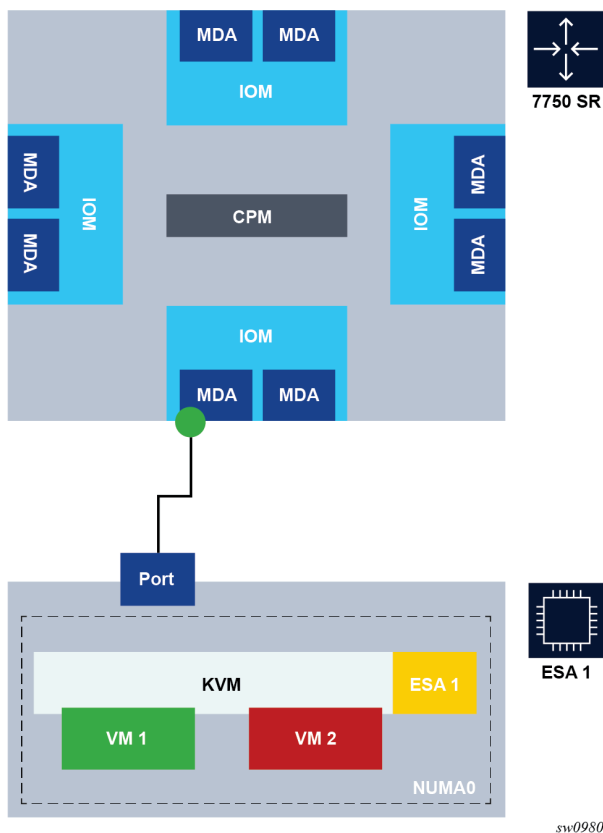 MDA
MDA
IOM
7750 SR
MDA
MDA
IOM
CPM
IOM
MDA
MDA
IOM
MDA
MDA
Port
KVM
ESA 1
VM 1
VM 2
NUMA0
ESA 1
sw0980